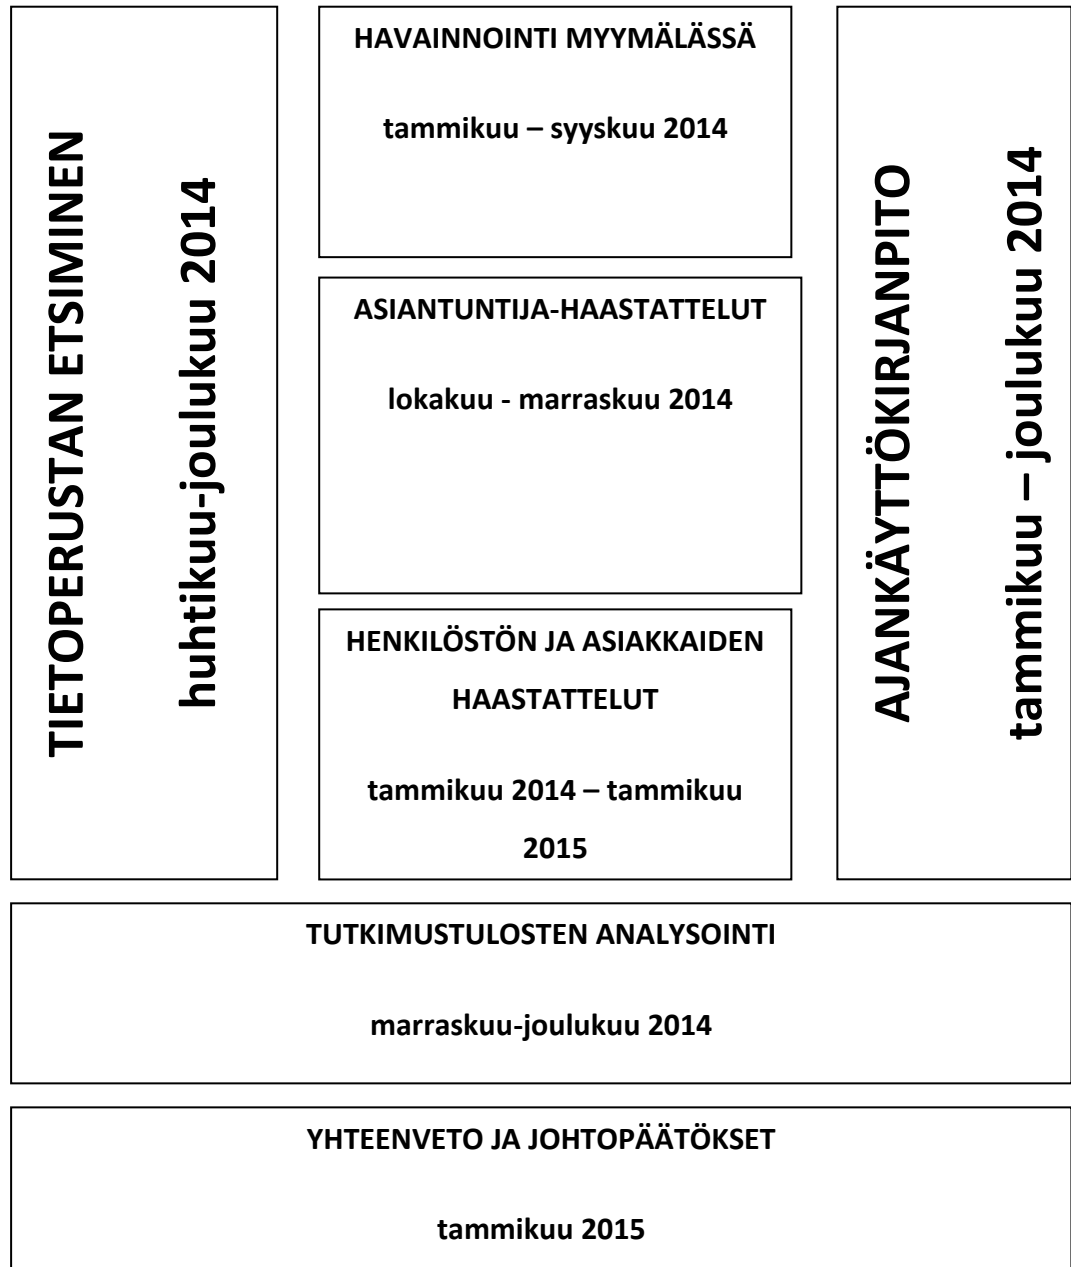 TIETOPERUSTAN ETSIMINEN
huhtikuu-joulukuu 2014
HAVAINNOINTI MYYMÄLÄSSÄ
tammikuu – syyskuu 2014
ASIANTUNTIJA-HAASTATTELUT
lokakuu - marraskuu 2014
HENKILÖSTÖN JA ASIAKKAIDEN
HAASTATTELUT
tammikuu 2014 – tammikuu
2015
AJANKÄYTTÖKIRJANPITO
tammikuu – joulukuu 2014
TUTKIMUSTULOSTEN ANALYSOINTI
marraskuu-joulukuu 2014
YHTEENVETO JA JOHTOPÄÄTÖKSET
tammikuu 2015